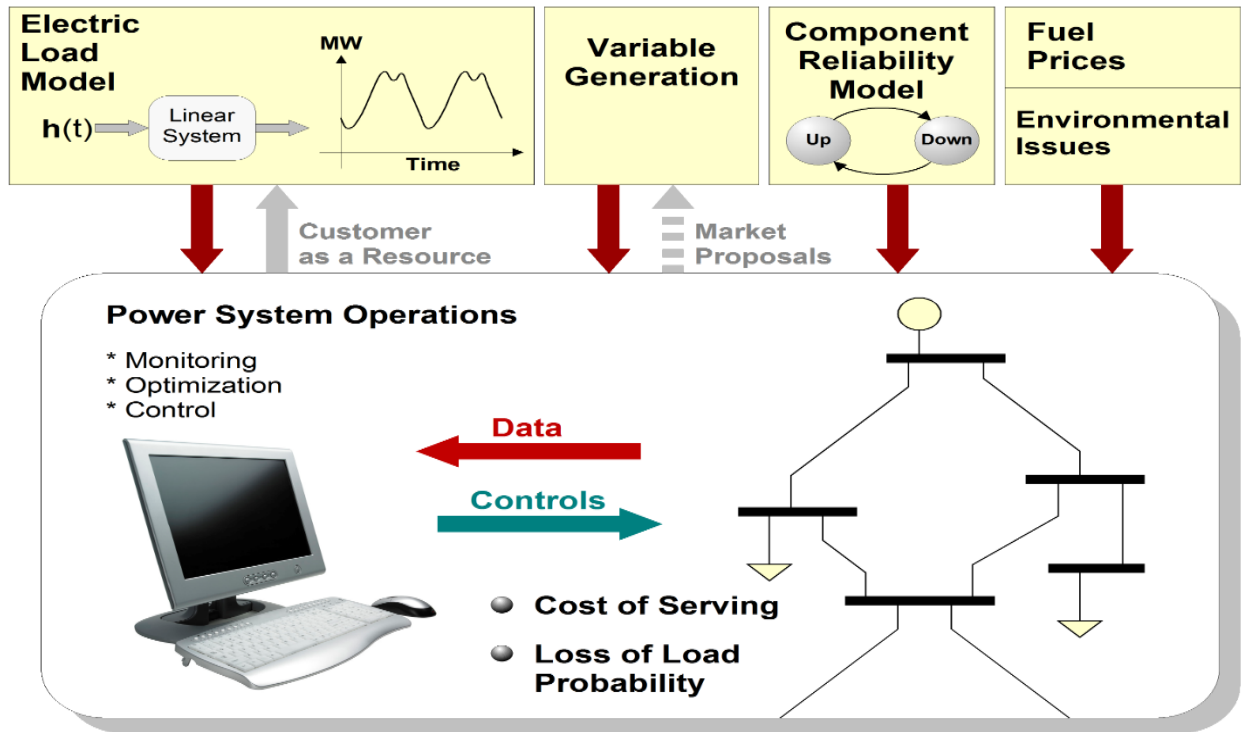 Electric
Load
Model
h(t)
Linear
System
MW
Time
Variable
Generation
Component
Reliability
Model
Up
Down
Fuel
Prices
Environmental
Issues
Customer
as a Resource
Market
Proposals
Power System Operations
* Monitoring
* Optimization
* Control
Data
Controls
Cost of Serving
Loss of Load
Probability